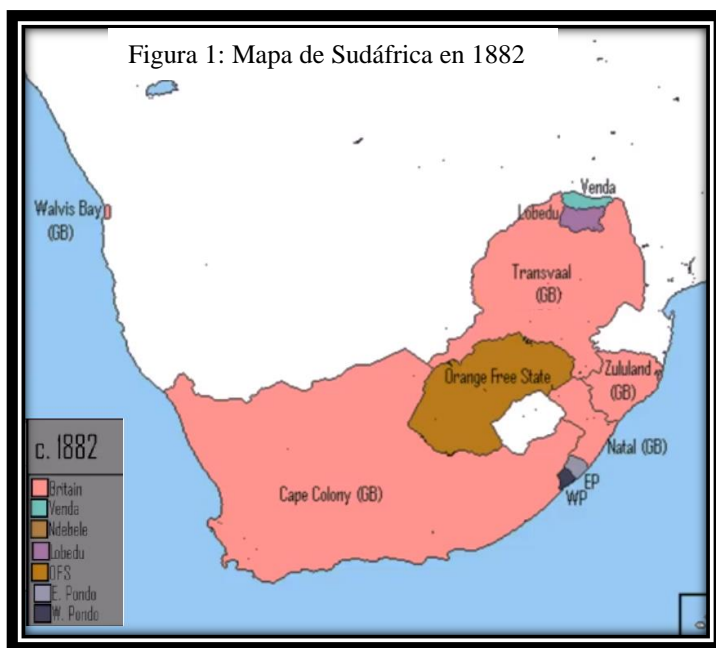 Figura 1: Mapa de Sudáfrica en 1882
Venda
Lobedu
Walvis Bay
(GB)
Transvaal
(GB)
Orange Free State
Zululand
(GB)
Natal (GB)
Cape Colony (GB)
EP
WP
c. 1882
Britain
Venda
Ndebele
Lobedu
OFS
E. Pondo
W. Pondo